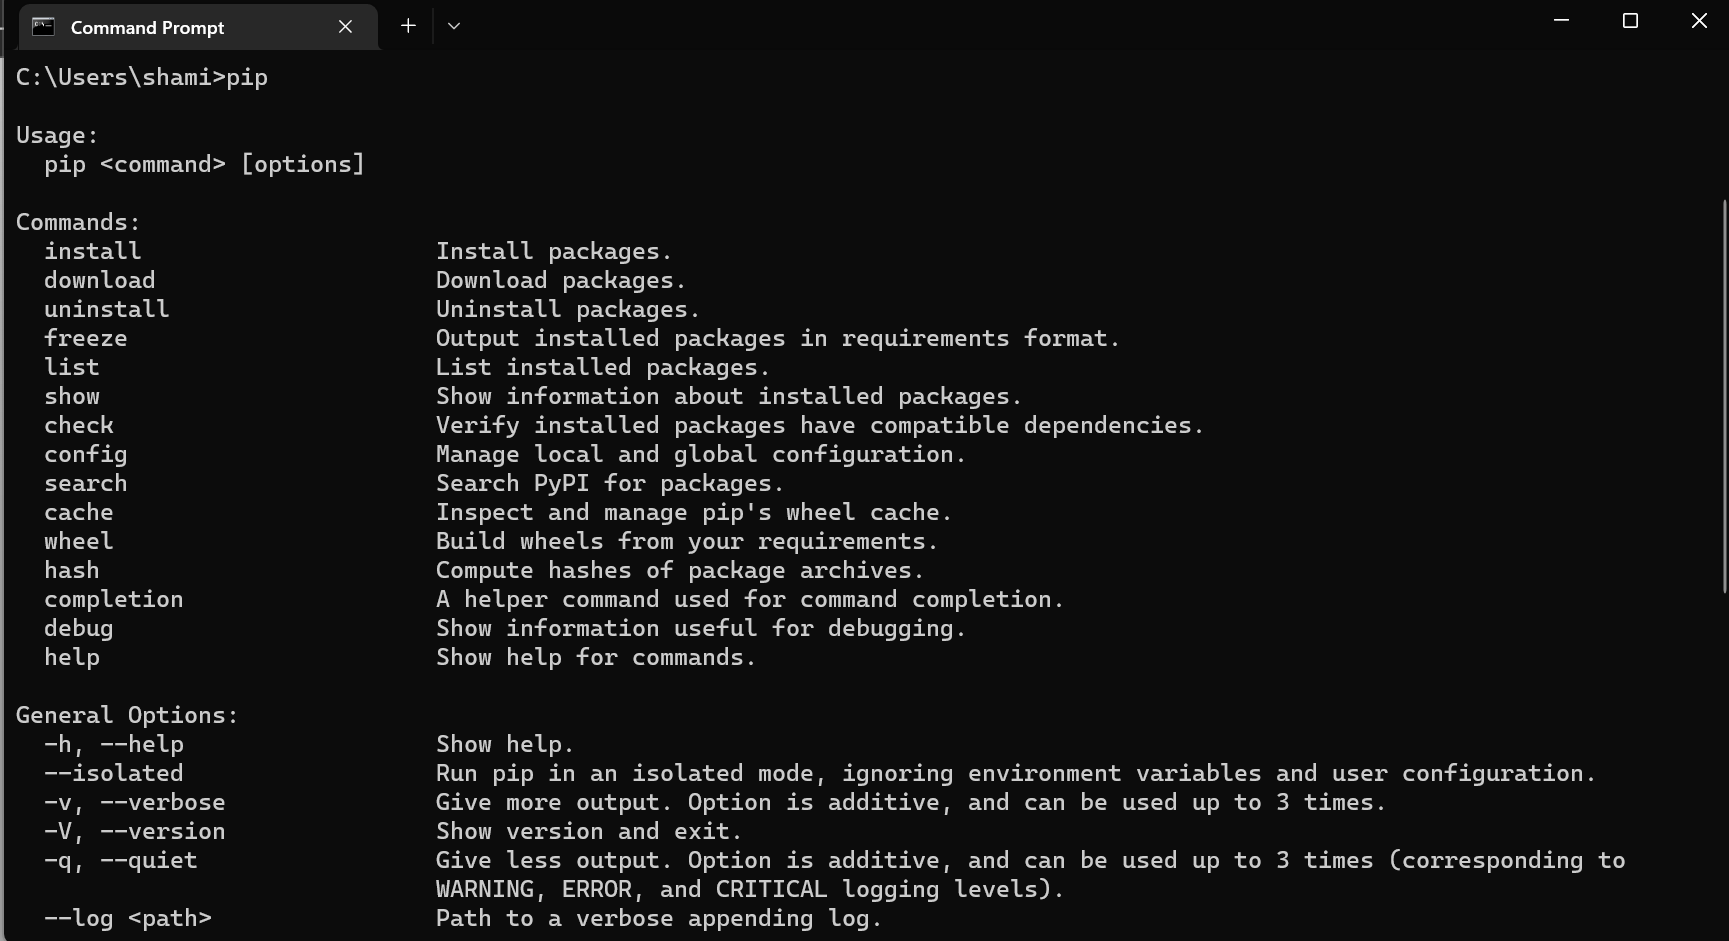 Command Prompt
C:\Users\shami>pip
Usage:
  pip <command> [options]
Commands:
  install                     Install packages.
  download                    Download packages.
  uninstall                   Uninstall packages.
  freeze                      Output installed packages in requirements format.
  list                        List installed packages.
  show                        Show information about installed packages.
  check                       Verify installed packages have compatible dependencies.
  config                      Manage local and global configuration.
  search                      Search PyPI for packages.
  cache                       Inspect and manage pip's wheel cache.
  wheel                       Build wheels from your requirements.
  hash                        Compute hashes of package archives.
  completion                  A helper command used for command completion.
  debug                       Show information useful for debugging.
  help                        Show help for commands.
General Options:
  -h, --help                  Show help.
  --isolated                  Run pip in an isolated mode, ignoring environment variables and user configuration.
  -v, --verbose               Give more output. Option is additive, and can be used up to 3 times.
  -V, --version               Show version and exit.
  -q, --quiet                 Give less output. Option is additive, and can be used up to 3 times (corresponding to
                              WARNING, ERROR, and CRITICAL logging levels).
  --log <path>                Path to a verbose appending log.